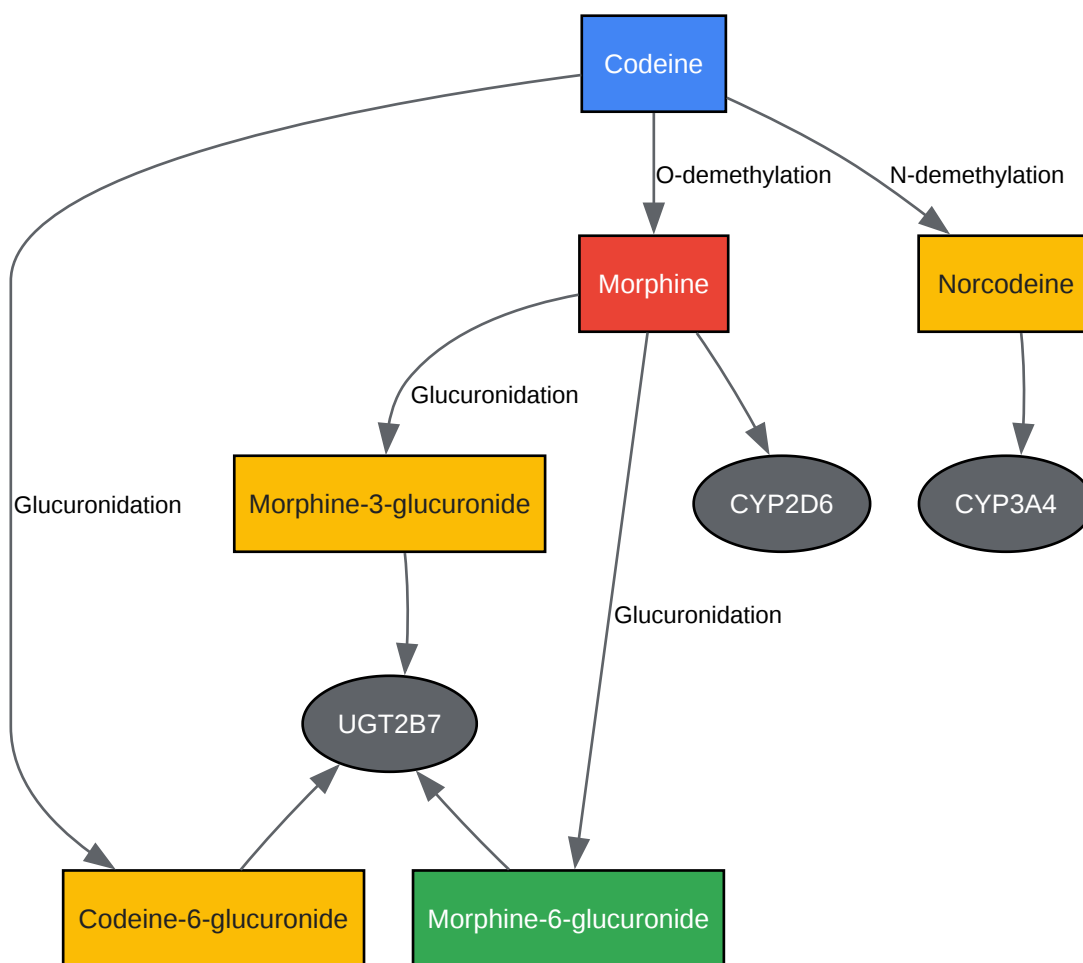 Codeine
O-demethylation
N-demethylation
Morphine
Norcodeine
Glucuronidation
Morphine-3-glucuronide
CYP2D6
CYP3A4
Glucuronidation
Glucuronidation
UGT2B7
Codeine-6-glucuronide
Morphine-6-glucuronide